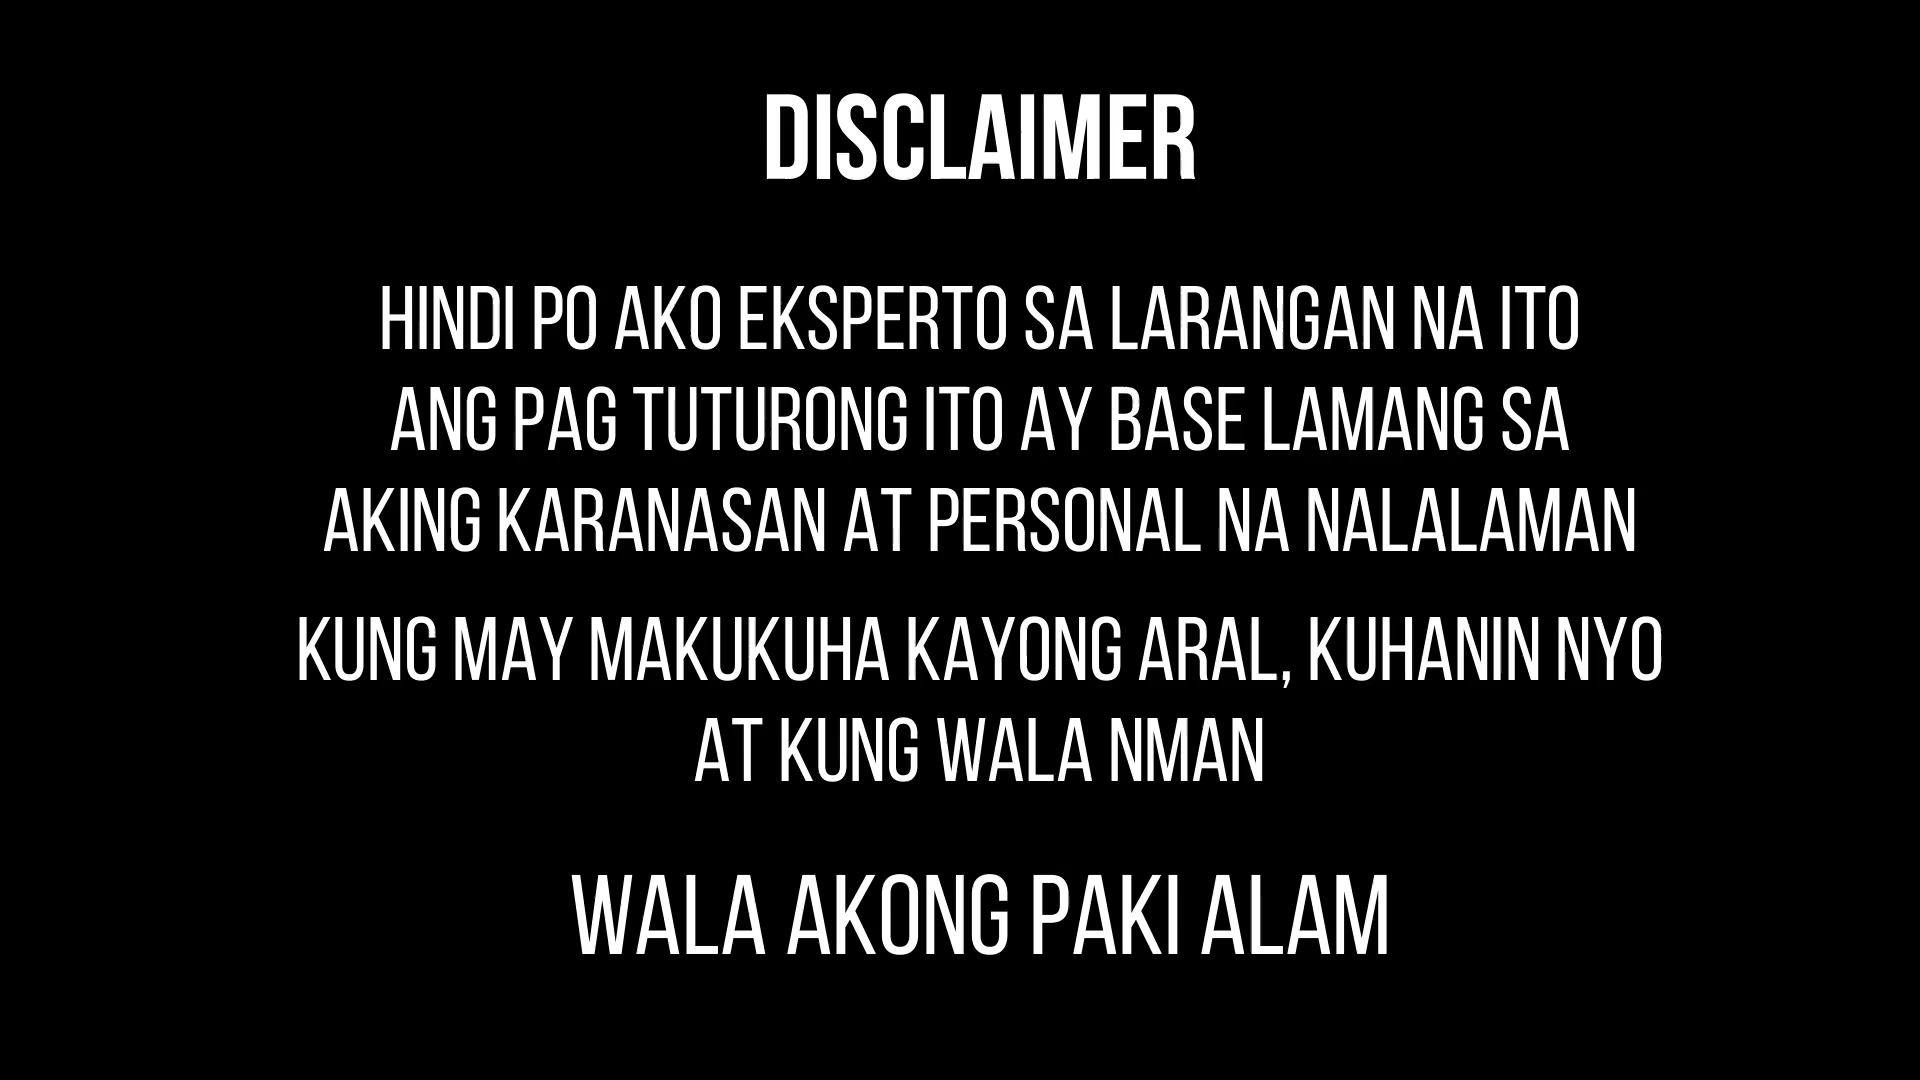 DISCLAIMER
HINDI PO AKO EKSPERTO SA LARANGAN NA ITO
ANG PAG TUTURONG ITO AY BASE LAMANG SA
AKING KARANASAN AT PERSONAL NA NALALAMAN
KUNG MAY MAKUKUHA KAYONG ARAL, KUHANIN NYO
AT KUNG WALA NMAN
WALA AKONG PAKI ALAM